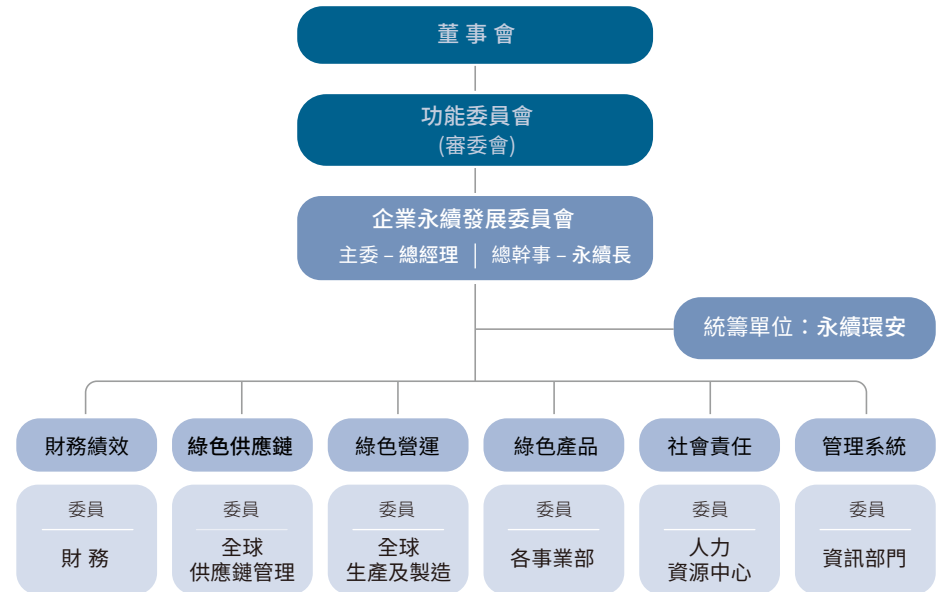 董事會
功能委員會
(審委會)
企業永續發展委員會
主委 – 總經理 │ 總幹事 – 永續長
統籌單位：永續環安
財務績效
綠色供應鏈
綠色營運
綠色產品
社會責任
管理系統
委員
財務
委員
全球
供應鏈管理
委員
全球
生產及製造
委員
各事業部
委員
人力
資源中心
委員
資訊部門